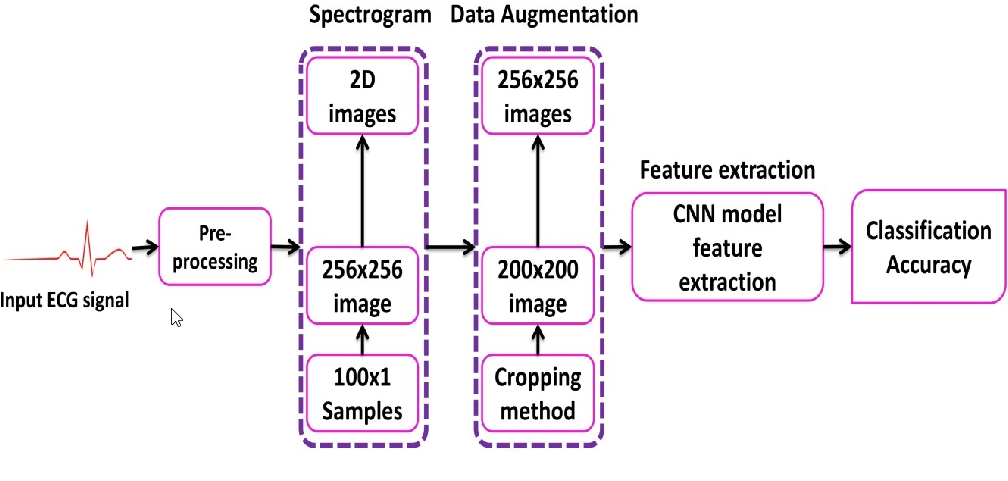 Spectrogram
Data Augmentation
2D
images
256x256
images
Feature extraction
Pre-
processing
256x256
image
200x200
image
CNN model
feature
extraction
Classification
Accuracy
Input ECG signal
100x1
Samples
Cropping
method